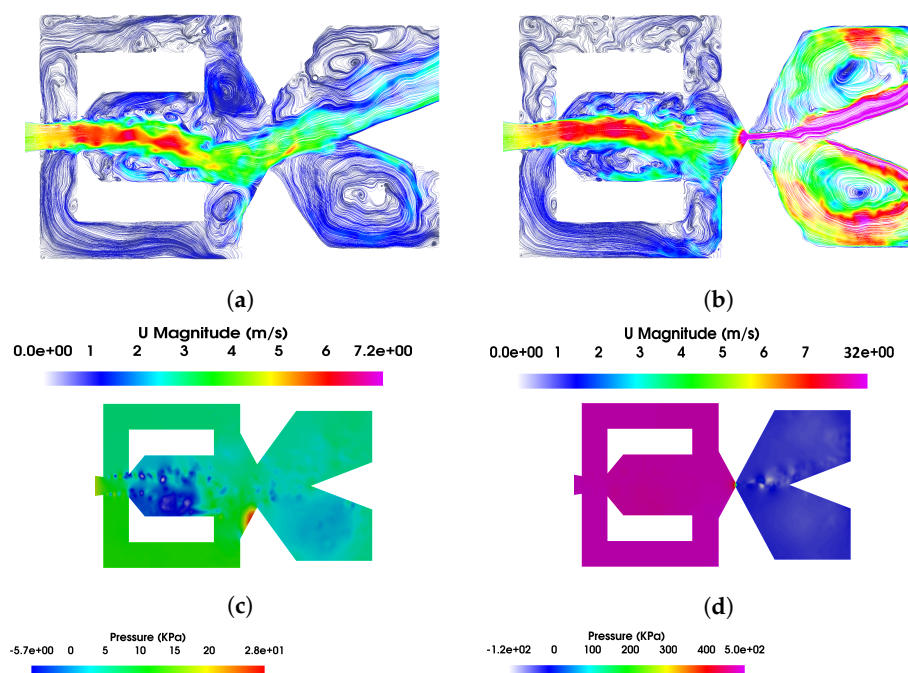 (a) (b)
U Magnitude (m/s) U Magnitude (m/s)
0.0e+00 1 2 3 4 5 6 7.2e+00 0.0e+00 1 2 3 4 5 6 7 32e+00
(c) (d)
Pressure (KPa) Pressure (KPa)
-5.7e+00 0 5 10 15 20 2.8e+01 -1.2e+02 0 100 200 300 400 5.0e+02